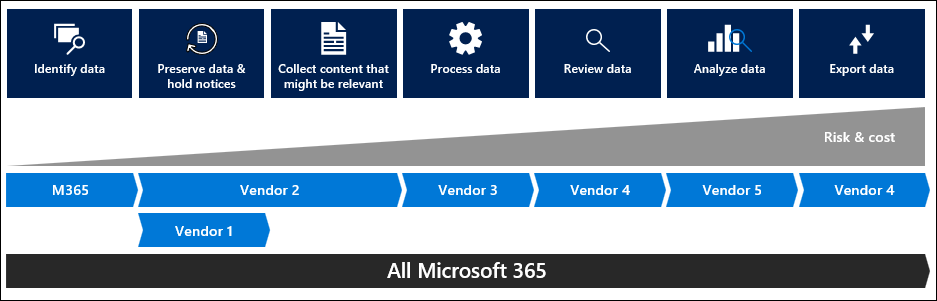 Identify data
Preserve data &
hold notices
Collect content that
might be relevant
Process data
Review data
Analyze data
Export data
Risk & cost
M365
Vendor 2
Vendor 3
Vendor 4
Vendor 5
Vendor 4
Vendor 1
All Microsoft 365